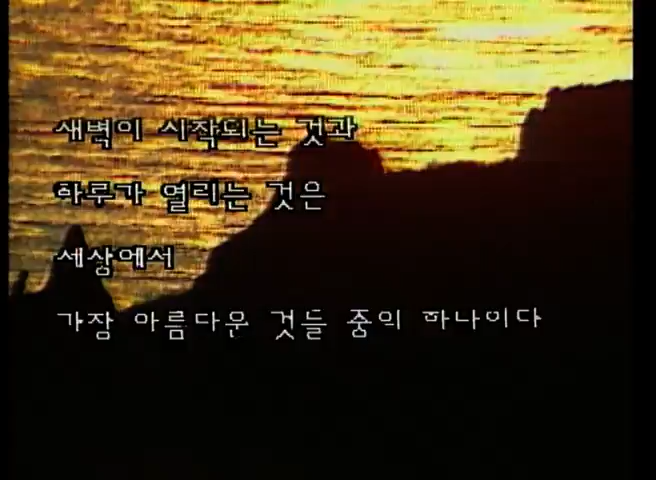 새벽이 시작되는 것과
하루가 열리는 것은
세상에서
가장 아름다운 것들 중의 하나이다